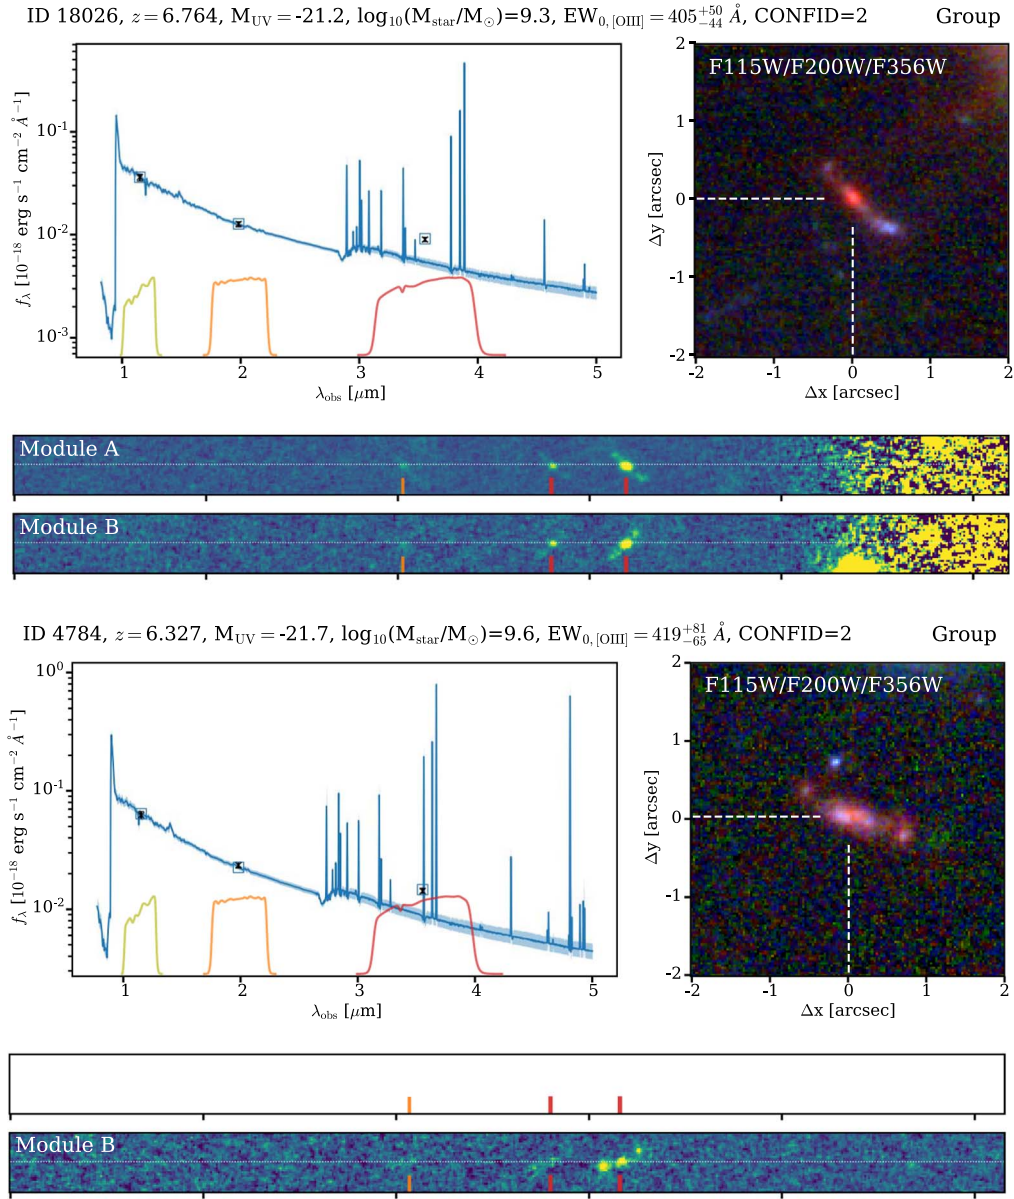 ID 18026, z=6.764, M_UV=-21.2, log₁₀(M_star/M_⊙)=9.3, EW_0,[OIII]=405^{+50}_{-44} Å, CONFID=2 Group
f_λ [10⁻¹⁸ erg s⁻¹ cm⁻² Å⁻¹]
10⁻¹
10⁻²
10⁻³
1 2 3 4 5
λ_obs [μm]
F115W/F200W/F356W
Δy [arcsec]
2
1
0
-1
-2
-2 -1 0 1 2
Δx [arcsec]
Module A
Module B
ID 4784, z=6.327, M_UV=-21.7, log₁₀(M_star/M_⊙)=9.6, EW_0,[OIII]=419^{+81}_{-65} Å, CONFID=2 Group
f_λ [10⁻¹⁸ erg s⁻¹ cm⁻² Å⁻¹]
10⁰
10⁻¹
10⁻²
1 2 3 4 5
λ_obs [μm]
F115W/F200W/F356W
Δy [arcsec]
2
1
0
-1
-2
-2 -1 0 1 2
Δx [arcsec]
Module B